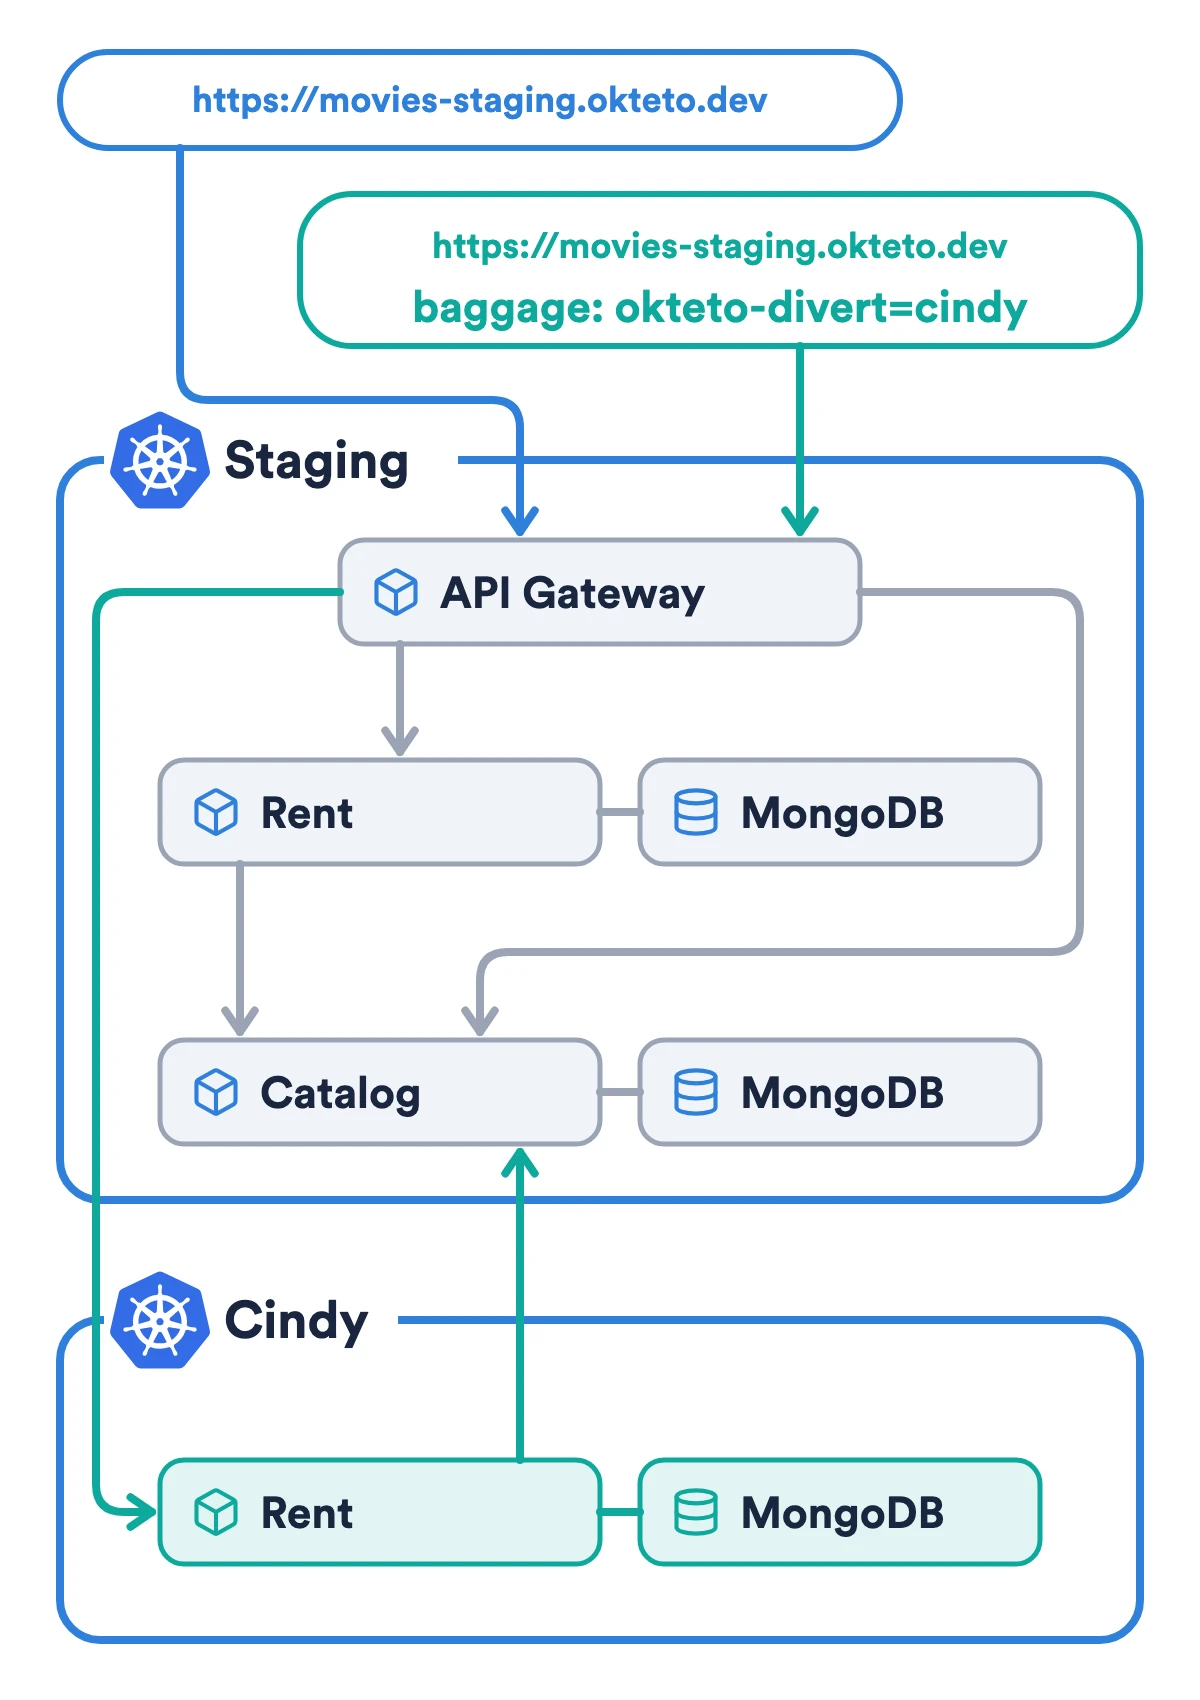 https://movies-staging.okteto.dev
https://movies-staging.okteto.dev
baggage: okteto-divert=cindy
Staging
API Gateway
Rent
MongoDB
Catalog
MongoDB
Cindy
Rent
MongoDB